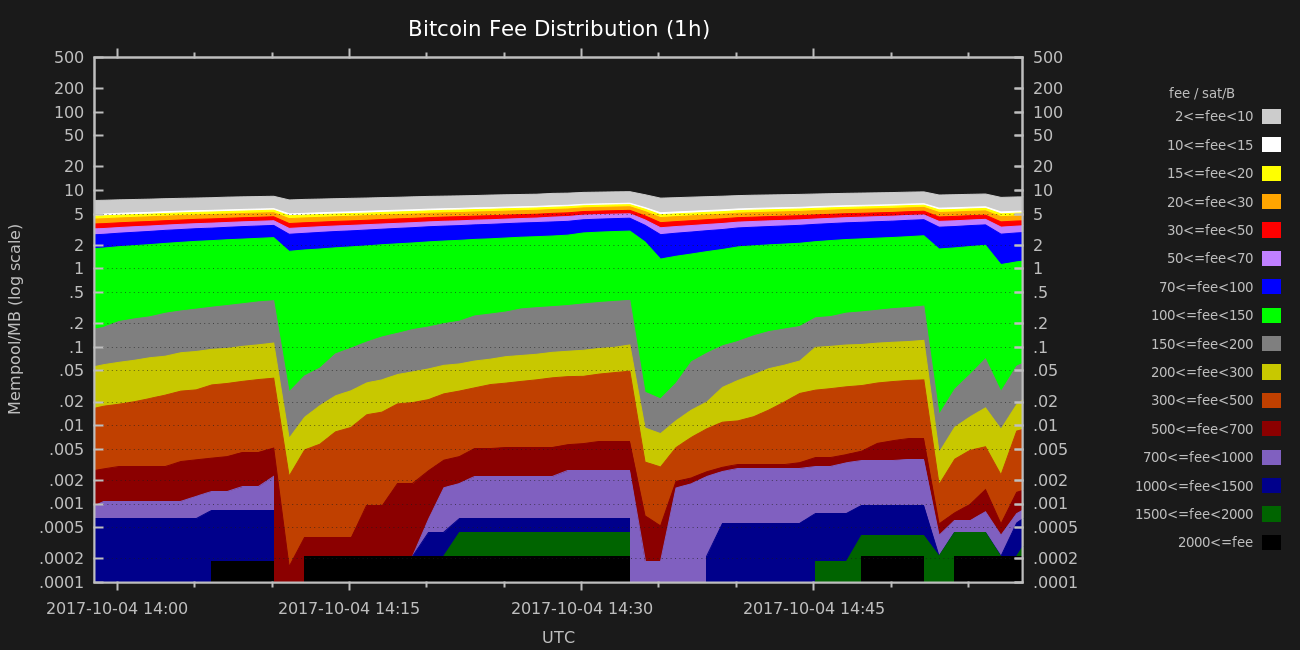 Bitcoin Fee Distribution (1h)
Mempool/MB (log scale)
500
200
100
50
20
10
5
2
1
.5
.2
.1
.05
.02
.01
.005
.002
.001
.0005
.0002
.0001
500
200
100
50
20
10
5
2
1
.5
.2
.1
.05
.02
.01
.005
.002
.001
.0005
.0002
.0001
2017-10-04 14:00 2017-10-04 14:15 2017-10-04 14:30 2017-10-04 14:45
UTC
fee / sat/B
2<=fee<10
10<=fee<15
15<=fee<20
20<=fee<30
30<=fee<50
50<=fee<70
70<=fee<100
100<=fee<150
150<=fee<200
200<=fee<300
300<=fee<500
500<=fee<700
700<=fee<1000
1000<=fee<1500
1500<=fee<2000
2000<=fee